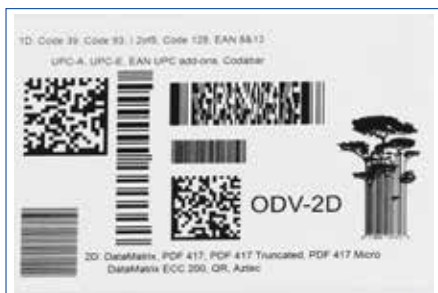 1D: Code 39, Code 93, I 2of5, Code 128, EAN 8&13
UPC-A, UPC-E, EAN UPC add-ons, Codabar
ODV-2D
2D: DataMatrix, PDF 417, PDF 417 Truncated, PDF 417 Micro
DataMatrix ECC 200, QR, Aztec